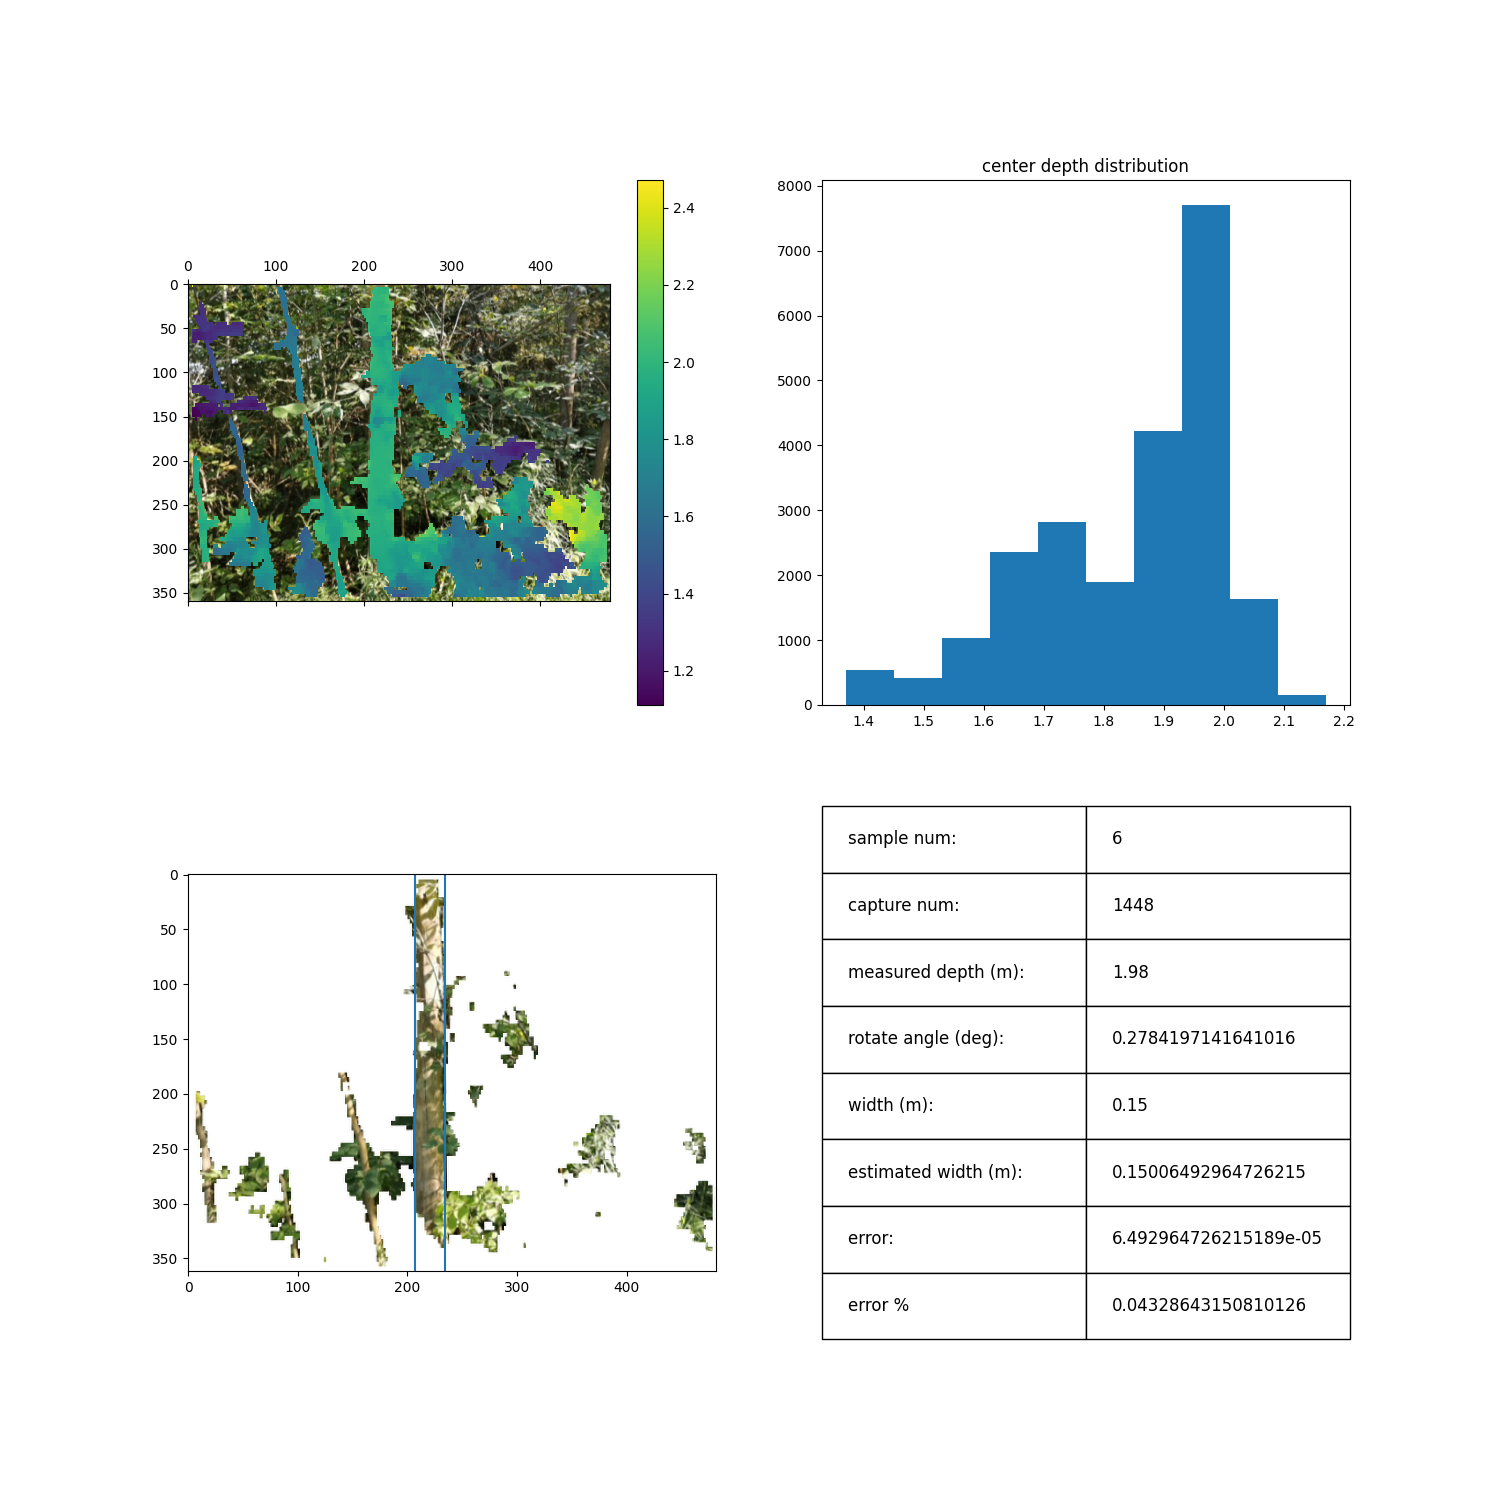 0 100 200 300 400
0
50
100
150
200
250
300
350
2.4
2.2
2.0
1.8
1.6
1.4
1.2
center depth distribution
8000
7000
6000
5000
4000
3000
2000
1000
0
1.4 1.5 1.6 1.7 1.8 1.9 2.0 2.1 2.2
0
50
100
150
200
250
300
350
0 100 200 300 400
sample num: 6
capture num: 1448
measured depth (m): 1.98
rotate angle (deg): 0.2784197141641016
width (m): 0.15
estimated width (m): 0.15006492964726215
error: 6.492964726215189e-05
error % 0.04328643150810126